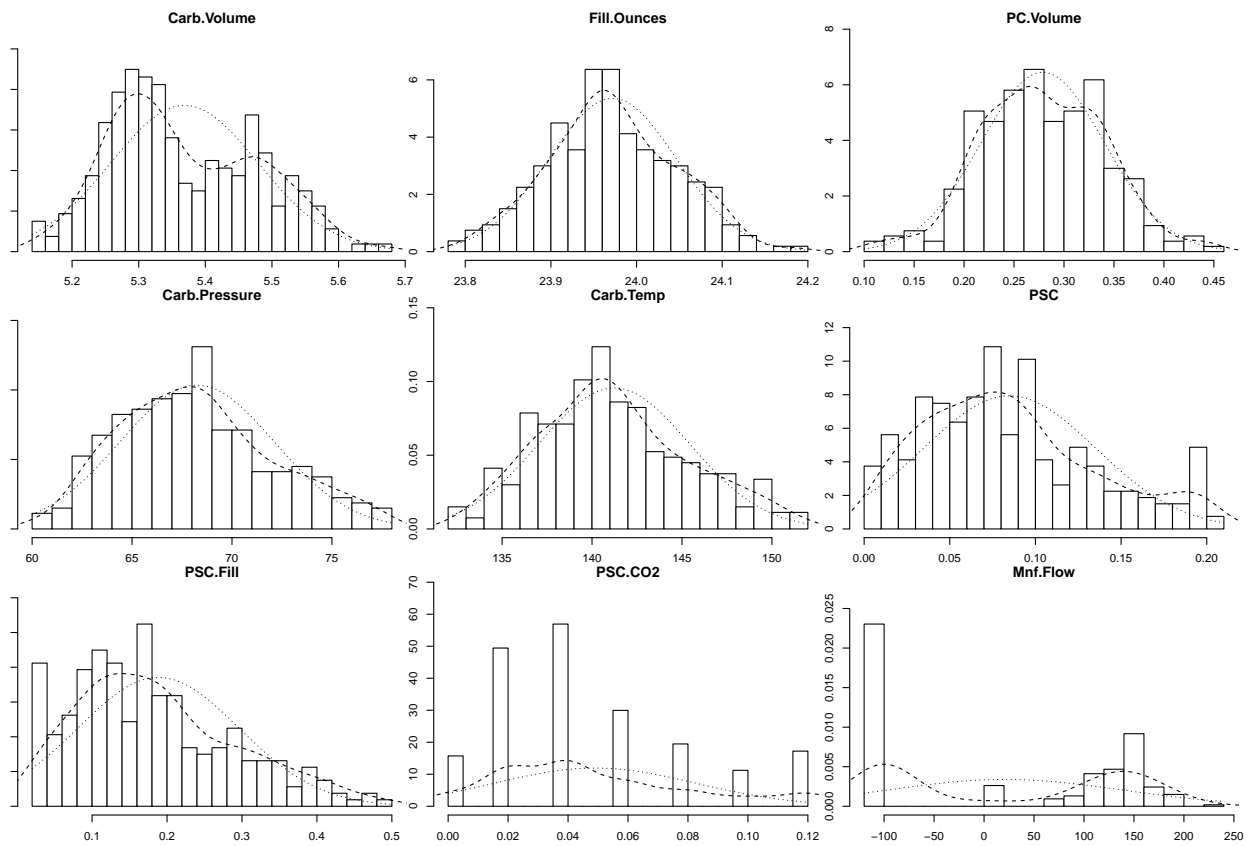 Carb.Volume
5.2 5.3 5.4 5.5 5.6 5.7
Fill.Ounces
0 2 4 6
23.8 23.9 24.0 24.1 24.2
PC.Volume
0 2 4 6 8
0.10 0.15 0.20 0.25 0.30 0.35 0.40 0.45
Carb.Pressure
60 65 70 75
Carb.Temp
0.00 0.05 0.10 0.15
135 140 145 150
PSC
0 2 4 6 8 10 12
0.00 0.05 0.10 0.15 0.20
PSC.Fill
0.1 0.2 0.3 0.4 0.5
PSC.CO2
0 10 20 30 40 50 60 70
0.00 0.02 0.04 0.06 0.08 0.10 0.12
Mnf.Flow
0.000 0.005 0.010 0.015 0.020 0.025
−100 −50 0 50 100 150 200 250